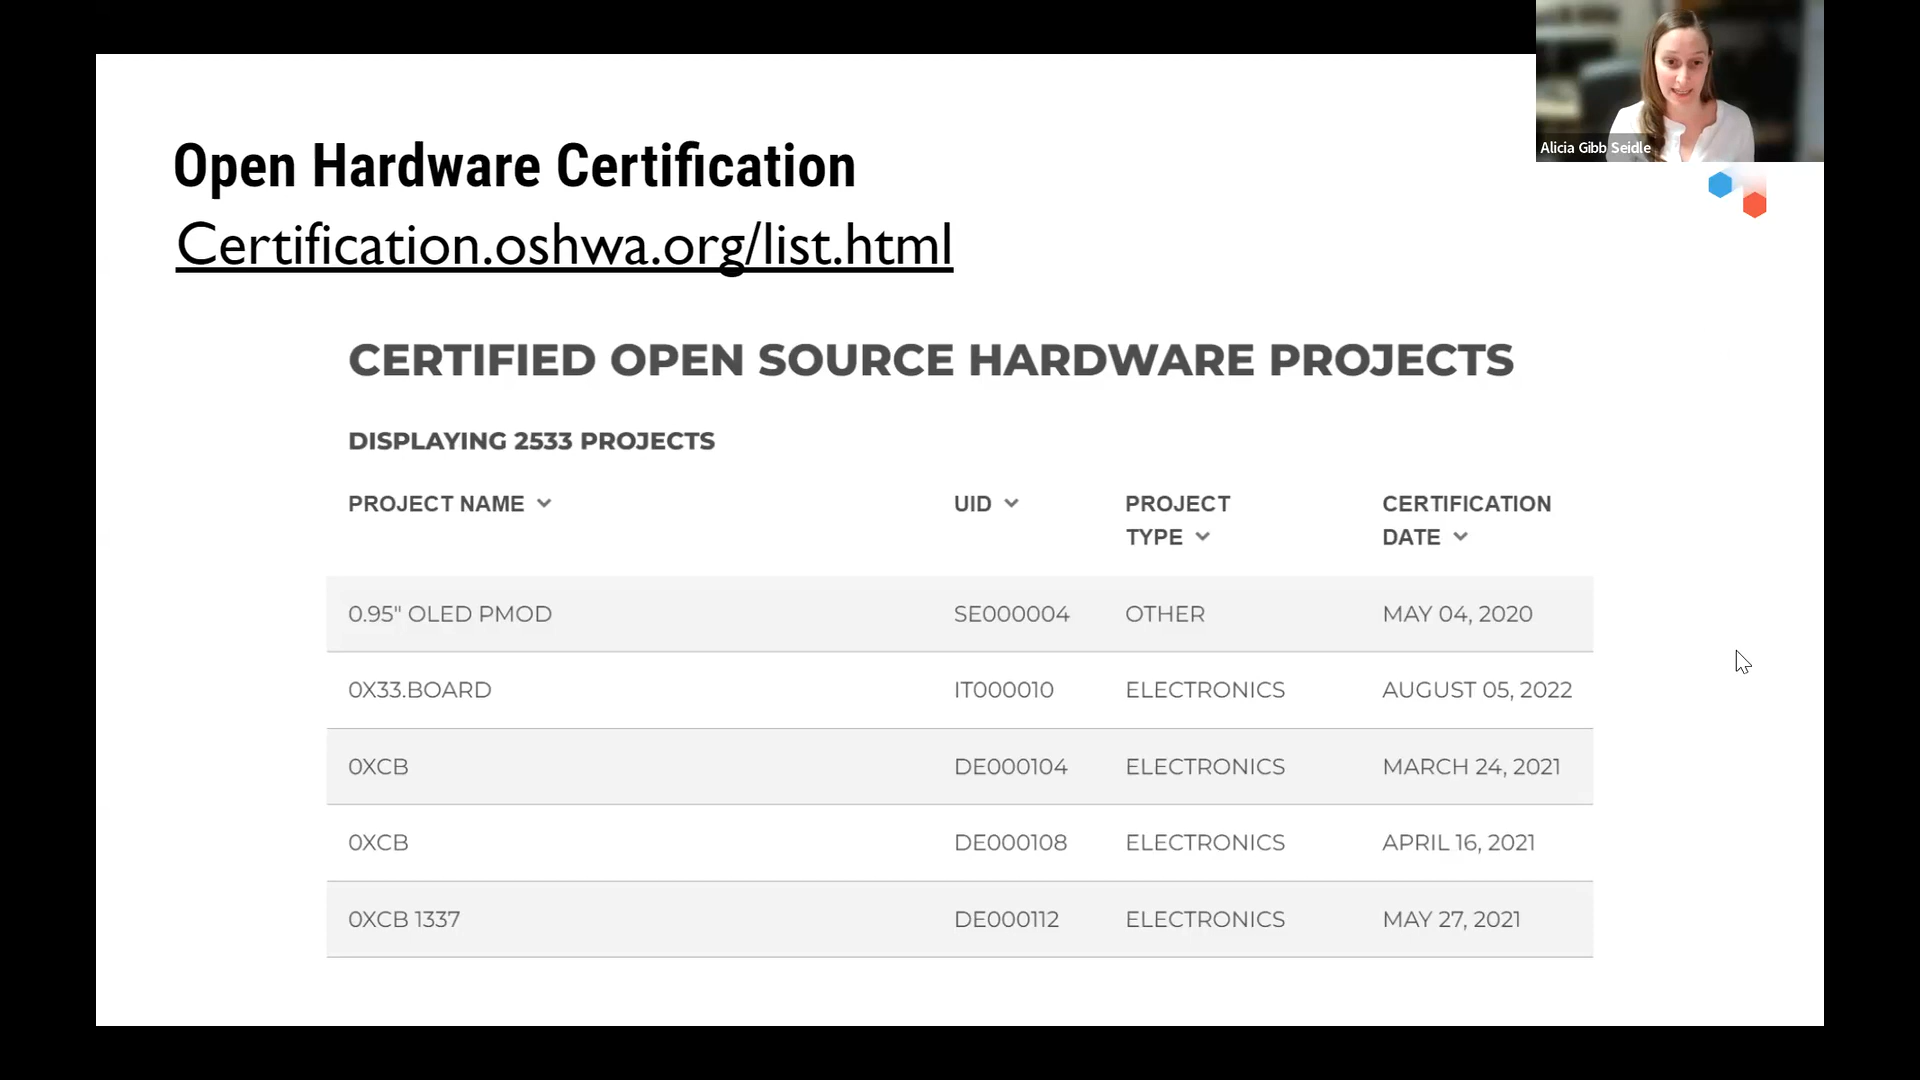 Alicia Gibb Seidle
Open Hardware Certification
Certification.oshwa.org/list.html
CERTIFIED OPEN SOURCE HARDWARE PROJECTS
DISPLAYING 2533 PROJECTS
PROJECT NAME UID PROJECT TYPE CERTIFICATION DATE
0.95" OLED PMOD SE000004 OTHER MAY 04, 2020
0X33.BOARD IT000010 ELECTRONICS AUGUST 05, 2022
0XCB DE000104 ELECTRONICS MARCH 24, 2021
0XCB DE000108 ELECTRONICS APRIL 16, 2021
0XCB 1337 DE000112 ELECTRONICS MAY 27, 2021